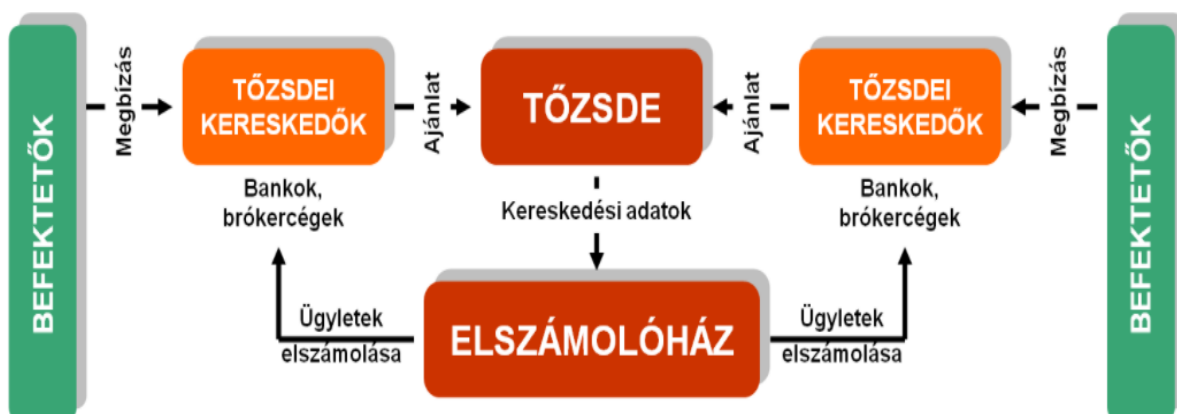 BEFEKTETŐK
Megbízás
TŐZSDEI
KERESKEDŐK
Ajánlat
TŐZSDE
Ajánlat
TŐZSDEI
KERESKEDŐK
Megbízás
BEFEKTETŐK
Bankok,
brókercégek
Kereskedési adatok
Bankok,
brókercégek
Ügyletek
elszámolása
ELSZÁMOLÓHÁZ
Ügyletek
elszámolása